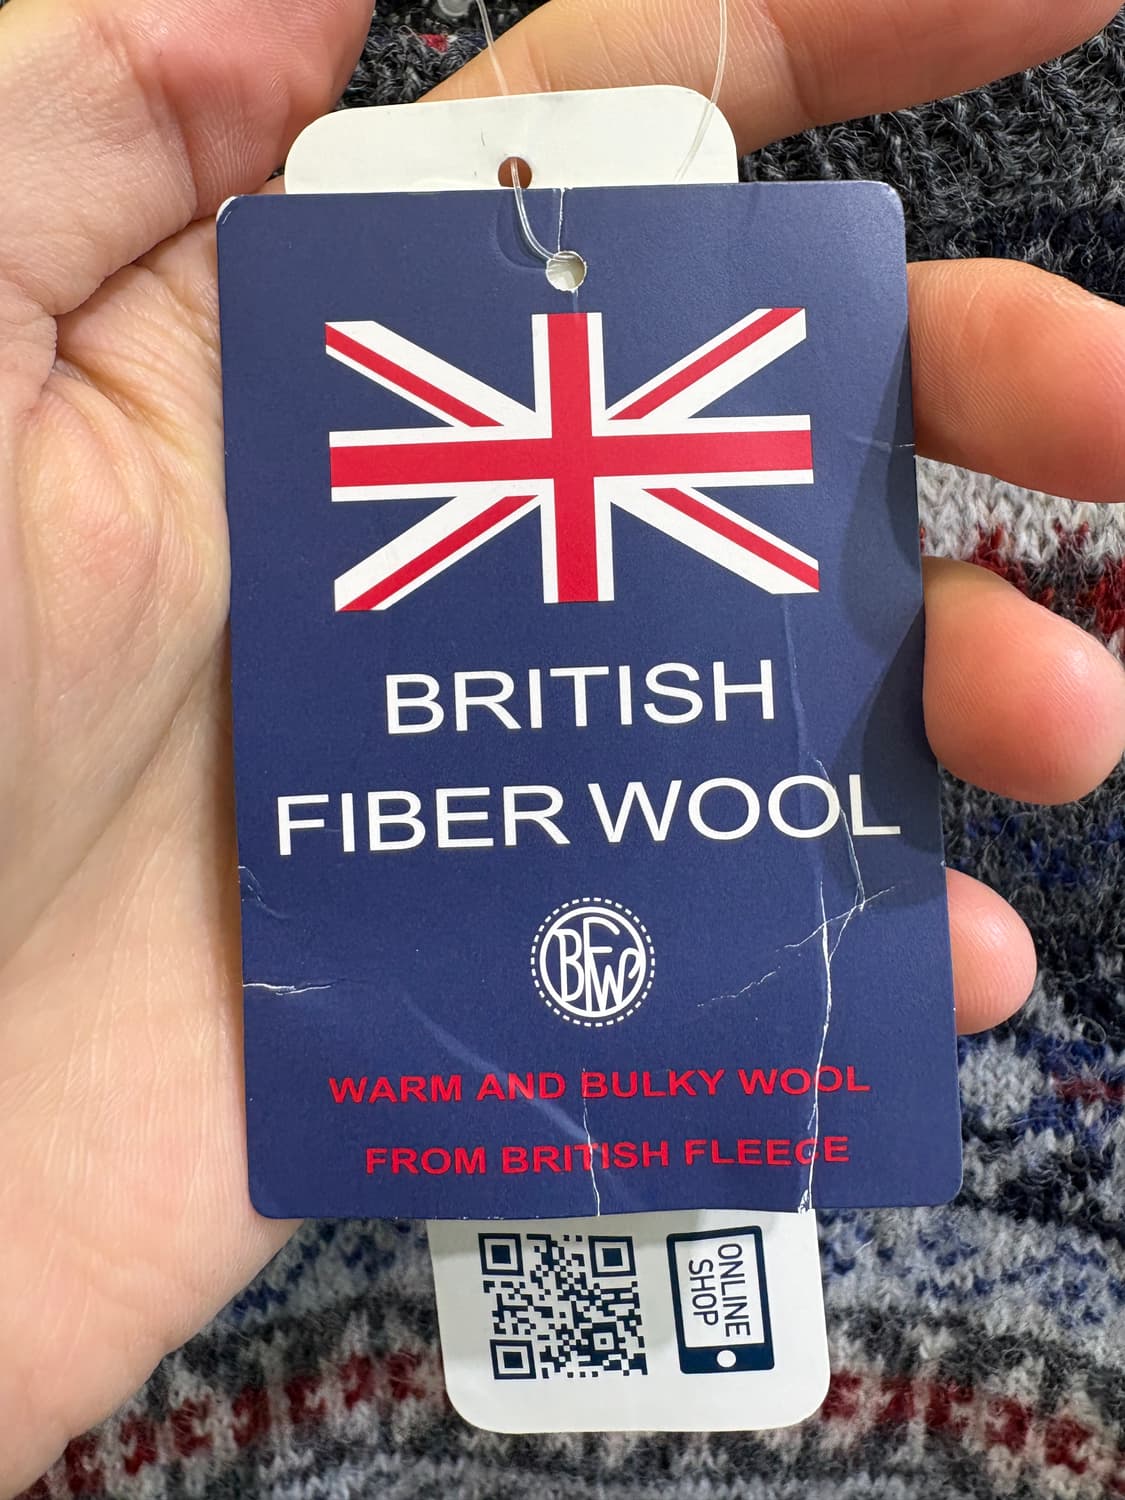 BRITISH
FIBER WOOL
BFW
WARM AND BULKY WOOL
FROM BRITISH FLEECE
ONLINE
SHOP